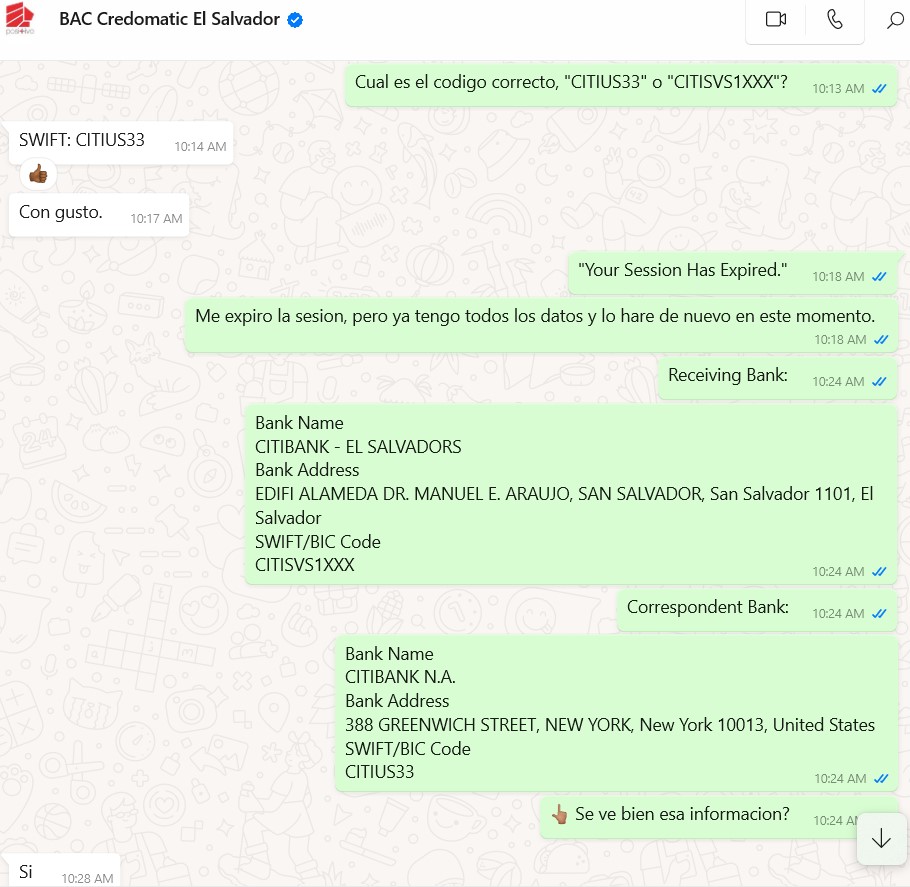 BAC Credomatic El Salvador
Cual es el codigo correcto, "CITIUS33" o "CITISVS1XXX"?
10:13 AM
SWIFT: CITIUS33
10:14 AM
Con gusto.
10:17 AM
"Your Session Has Expired."
10:18 AM
Me expiro la sesion, pero ya tengo todos los datos y lo hare de nuevo en este momento.
10:18 AM
Receiving Bank:
10:24 AM
Bank Name
CITIBANK - EL SALVADORS
Bank Address
EDIFI ALAMEDA DR. MANUEL E. ARAUJO, SAN SALVADOR, San Salvador 1101, El
Salvador
SWIFT/BIC Code
CITISVS1XXX
10:24 AM
Correspondent Bank:
10:24 AM
Bank Name
CITIBANK N.A.
Bank Address
388 GREENWICH STREET, NEW YORK, New York 10013, United States
SWIFT/BIC Code
CITIUS33
10:24 AM
Se ve bien esa informacion?
10:24
Si
10:28 AM